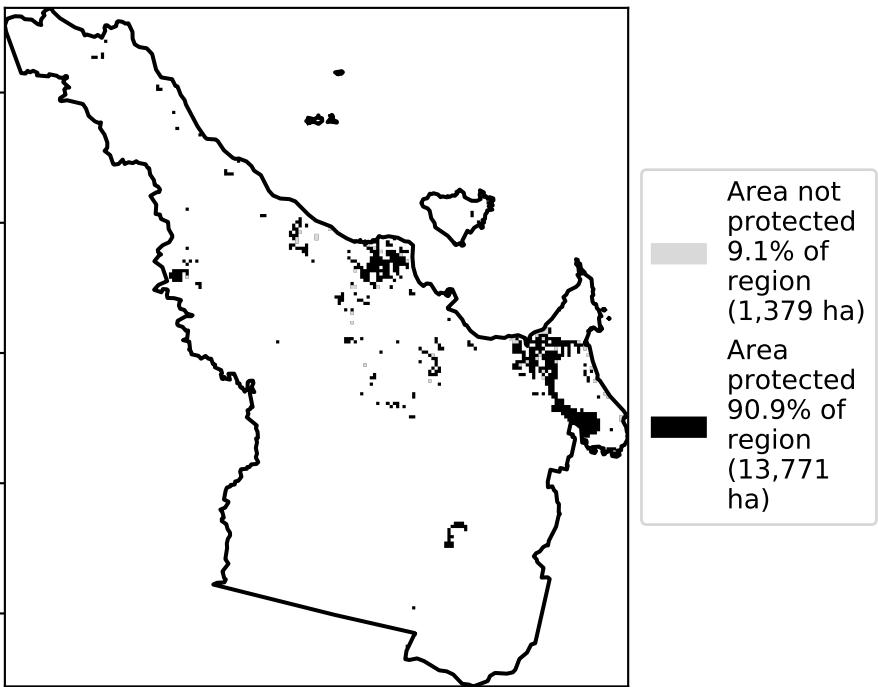 Area not
protected
9.1% of
region
(1,379 ha)
Area
protected
90.9% of
region
(13,771
ha)